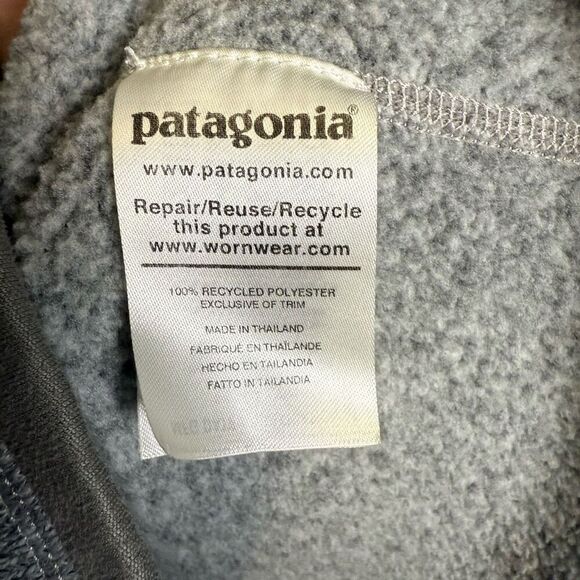 patagonia®
www.patagonia.com
Repair/Reuse/Recycle
this product at
www.wornwear.com
100% RECYCLED POLYESTER
EXCLUSIVE OF TRIM
MADE IN THAILAND
FABRIQUÉ EN THAÏLANDE
HECHO EN TAILANDIA
FATTO IN TAILANDIA